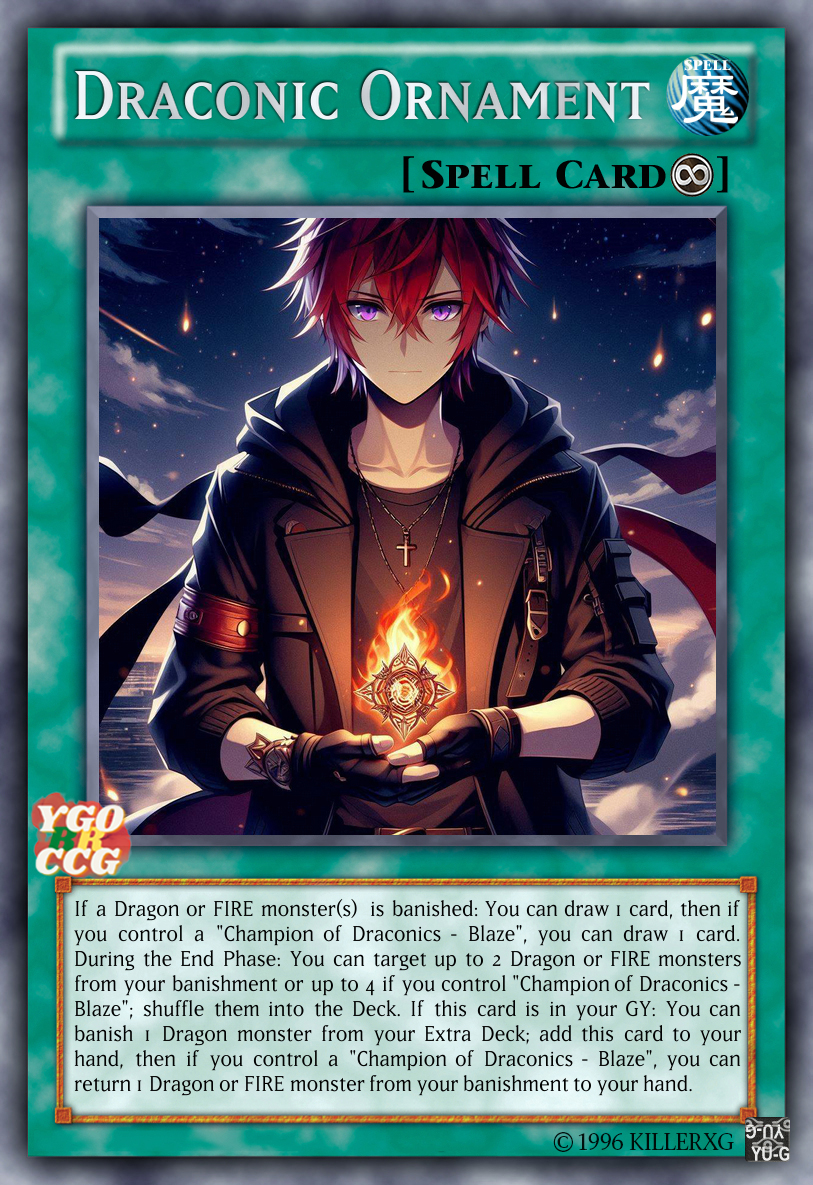 DRACONIC ORNAMENT
SPELL
魔
[SPELL CARD]
YGO
BR
CCG
If a Dragon or FIRE monster(s) is banished: You can draw 1 card, then if
you control a "Champion of Draconics - Blaze", you can draw 1 card.
During the End Phase: You can target up to 2 Dragon or FIRE monsters
from your banishment or up to 4 if you control "Champion of Draconics -
Blaze"; shuffle them into the Deck. If this card is in your GY: You can
banish 1 Dragon monster from your Extra Deck; add this card to your
hand, then if you control a "Champion of Draconics - Blaze", you can
return 1 Dragon or FIRE monster from your banishment to your hand.
© 1996 KILLERXG
YU-G